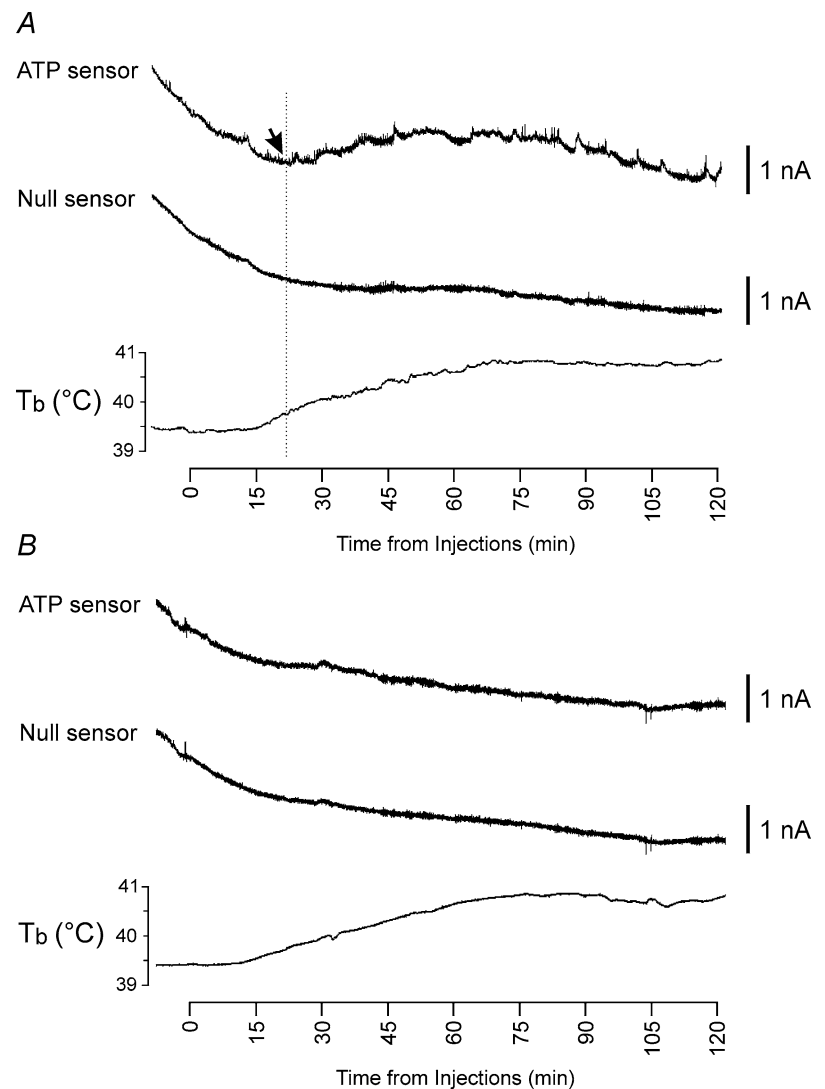 A
ATP sensor
1 nA
Null sensor
1 nA
41
Tb (°C) 40
39
0 15 30 45 60 75 90 105 120
Time from Injections (min)
B
ATP sensor
1 nA
Null sensor
1 nA
41
Tb (°C) 40
39
0 15 30 45 60 75 90 105 120
Time from Injections (min)